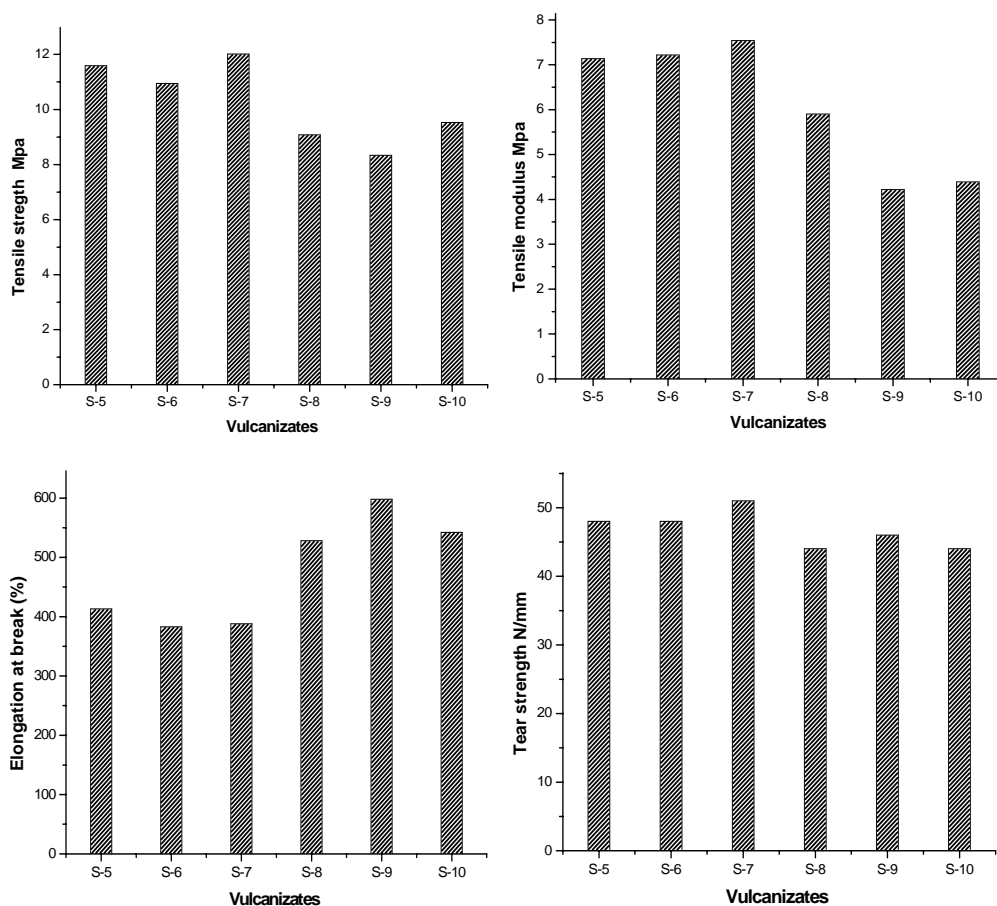 Tensile stregth Mpa
12
10
8
6
4
2
0
S-5 S-6 S-7 S-8 S-9 S-10
Vulcanizates
Tensile modulus Mpa
8
7
6
5
4
3
2
1
0
S-5 S-6 S-7 S-8 S-9 S-10
Vulcanizates
Elongation at break (%)
600
500
400
300
200
100
0
S-5 S-6 S-7 S-8 S-9 S-10
Vulcanizates
Tear strength N/mm
50
40
30
20
10
0
S-5 S-6 S-7 S-8 S-9 S-10
Vulcanizates